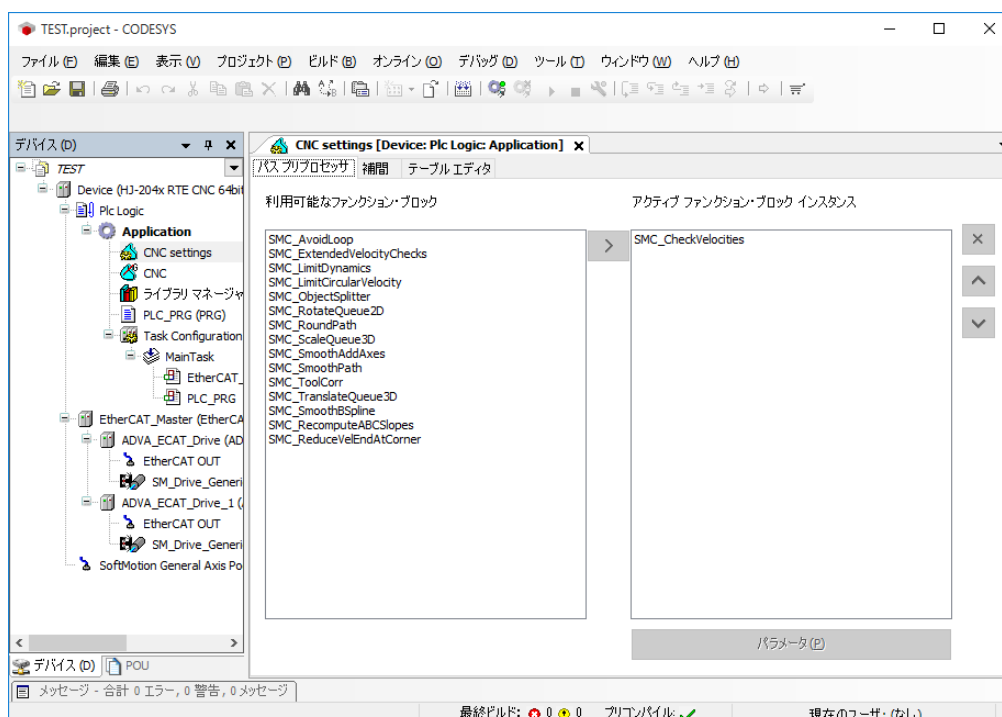 TEST.project - CODESYS
ファイル(F) 編集(E) 表示(V) プロジェクト(P) ビルド(B) オンライン(O) デバッグ(D) ツール(T) ウィンドウ(W) ヘルプ(H)
デバイス(D)
TEST
Device (HJ-204x RTE CNC 64bit
Plc Logic
Application
CNC settings
CNC
ライブラリ マネージャ
PLC_PRG (PRG)
Task Configuration
MainTask
EtherCAT_
PLC_PRG
EtherCAT_Master (EtherCA
ADVA_ECAT_Drive (AD
EtherCAT OUT
SM_Drive_Generi
ADVA_ECAT_Drive_1 (
EtherCAT OUT
SM_Drive_Generi
SoftMotion General Axis Po
デバイス(D) POU
CNC settings [Device: Plc Logic: Application]
パス プリプロセッサ 補間 テーブル エディタ
利用可能なファンクション・ブロック
SMC_AvoidLoop
SMC_ExtendedVelocityChecks
SMC_LimitDynamics
SMC_LimitCircularVelocity
SMC_ObjectSplitter
SMC_RotateQueue2D
SMC_RoundPath
SMC_ScaleQueue3D
SMC_SmoothAddAxes
SMC_SmoothPath
SMC_ToolCorr
SMC_TranslateQueue3D
SMC_SmoothBSpline
SMC_RecomputeABCSlopes
SMC_ReduceVelEndAtCorner
アクティブ ファンクション・ブロック インスタンス
SMC_CheckVelocities
パラメータ(P)
メッセージ - 合計 0 エラー, 0 警告, 0 メッセージ
最終ビルド: 0 0 プリコンパイル: 現在のユーザ: (なし)